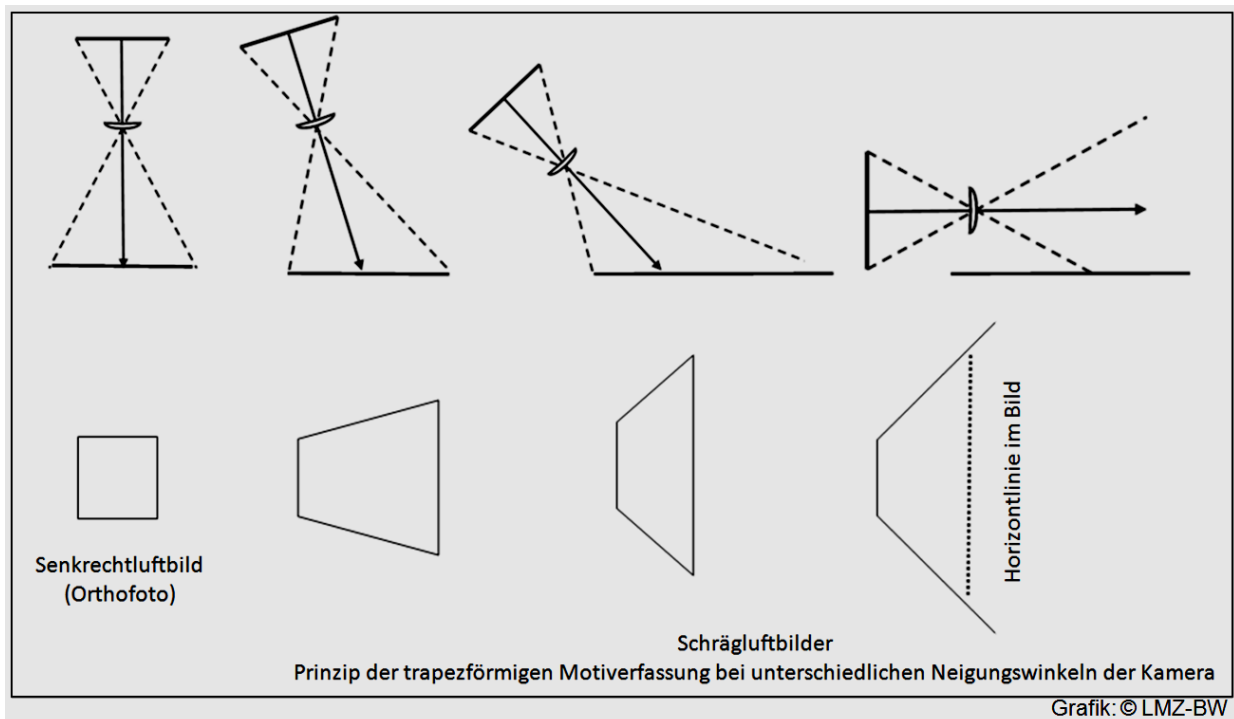 Senkrechtluftbild
(Orthofoto)
Horizontlinie im Bild
Schrägluftbilder
Prinzip der trapezförmigen Motiverfassung bei unterschiedlichen Neigungswinkeln der Kamera
Grafik: © LMZ-BW